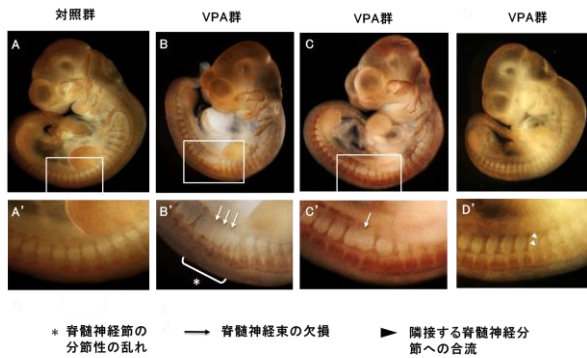 対照群 VPA群 VPA群 VPA群
A B C
A' B' C' D'
*
* 脊髄神経節の
分節性の乱れ
脊髄神経束の欠損
隣接する脊髄神経分
節への合流